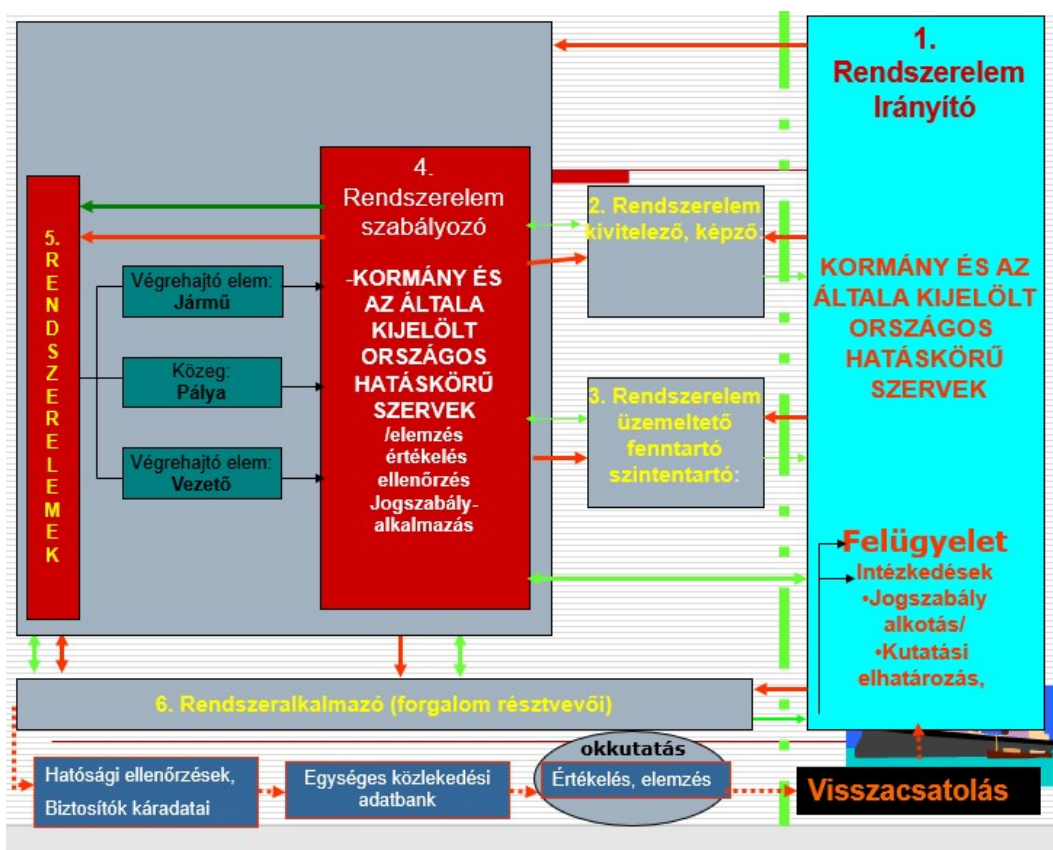 1.
Rendszerelem
Irányító
KORMÁNY ÉS AZ
ÁLTALA KIJELÖLT
ORSZÁGOS
HATÁSKÖRŰ
SZERVEK
Felügyelet
Intézkedések
•Jogszabály
alkotás/
•Kutatási
elhatározás,
2. Rendszerelem
kivitelező, képző:
3. Rendszerelem
üzemeltető
fenntartó
szintentartó:
4.
Rendszerelem
szabályozó
-KORMÁNY ÉS
AZ ÁLTALA
KIJELÖLT
ORSZÁGOS
HATÁSKÖRŰ
SZERVEK
/elemzés
értékelés
ellenőrzés
Jogszabály-
alkalmazás
5.
R
E
N
D
S
Z
E
R
E
L
E
M
E
K
Végrehajtó elem:
Jármű
Közeg:
Pálya
Végrehajtó elem:
Vezető
6. Rendszeralkalmazó (forgalom résztvevői)
Hatósági ellenőrzések,
Biztosítók káradatai
Egységes közlekedési
adatbank
okkutatás
Értékelés, elemzés
Visszacsatolás